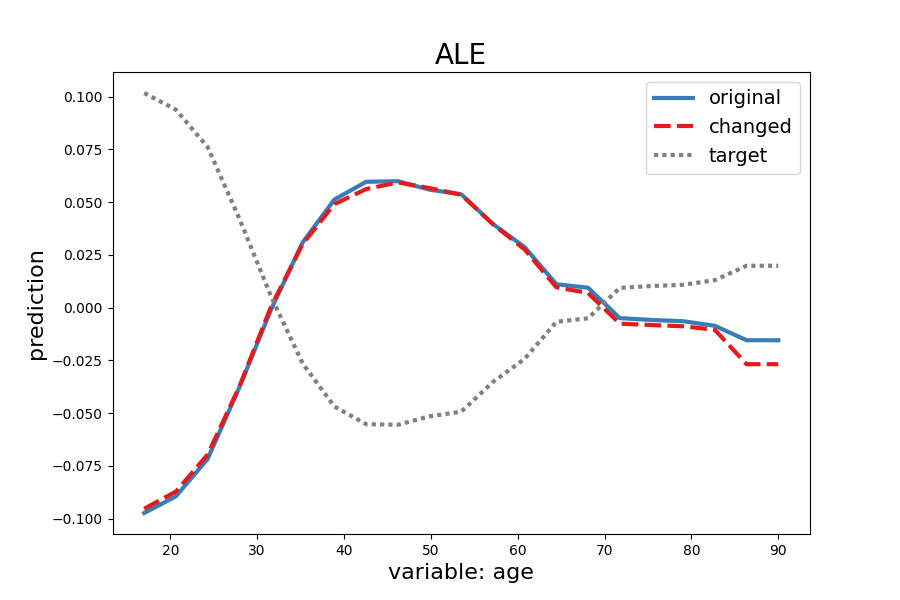 ALE
original
changed
target
prediction
0.100
0.075
0.050
0.025
0.000
−0.025
−0.050
−0.075
−0.100
20 30 40 50 60 70 80 90
variable: age